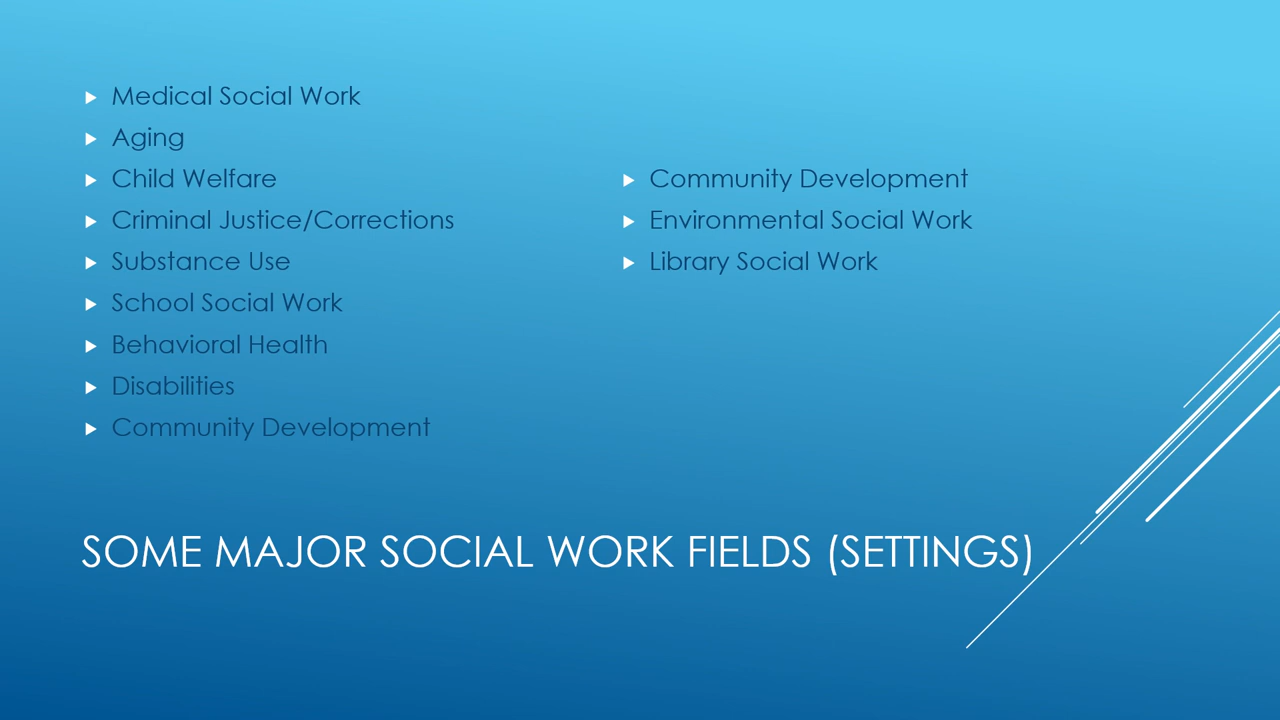 Medical Social Work
Aging
Child Welfare
Criminal Justice/Corrections
Substance Use
School Social Work
Behavioral Health
Disabilities
Community Development
Community Development
Environmental Social Work
Library Social Work
SOME MAJOR SOCIAL WORK FIELDS (SETTINGS)